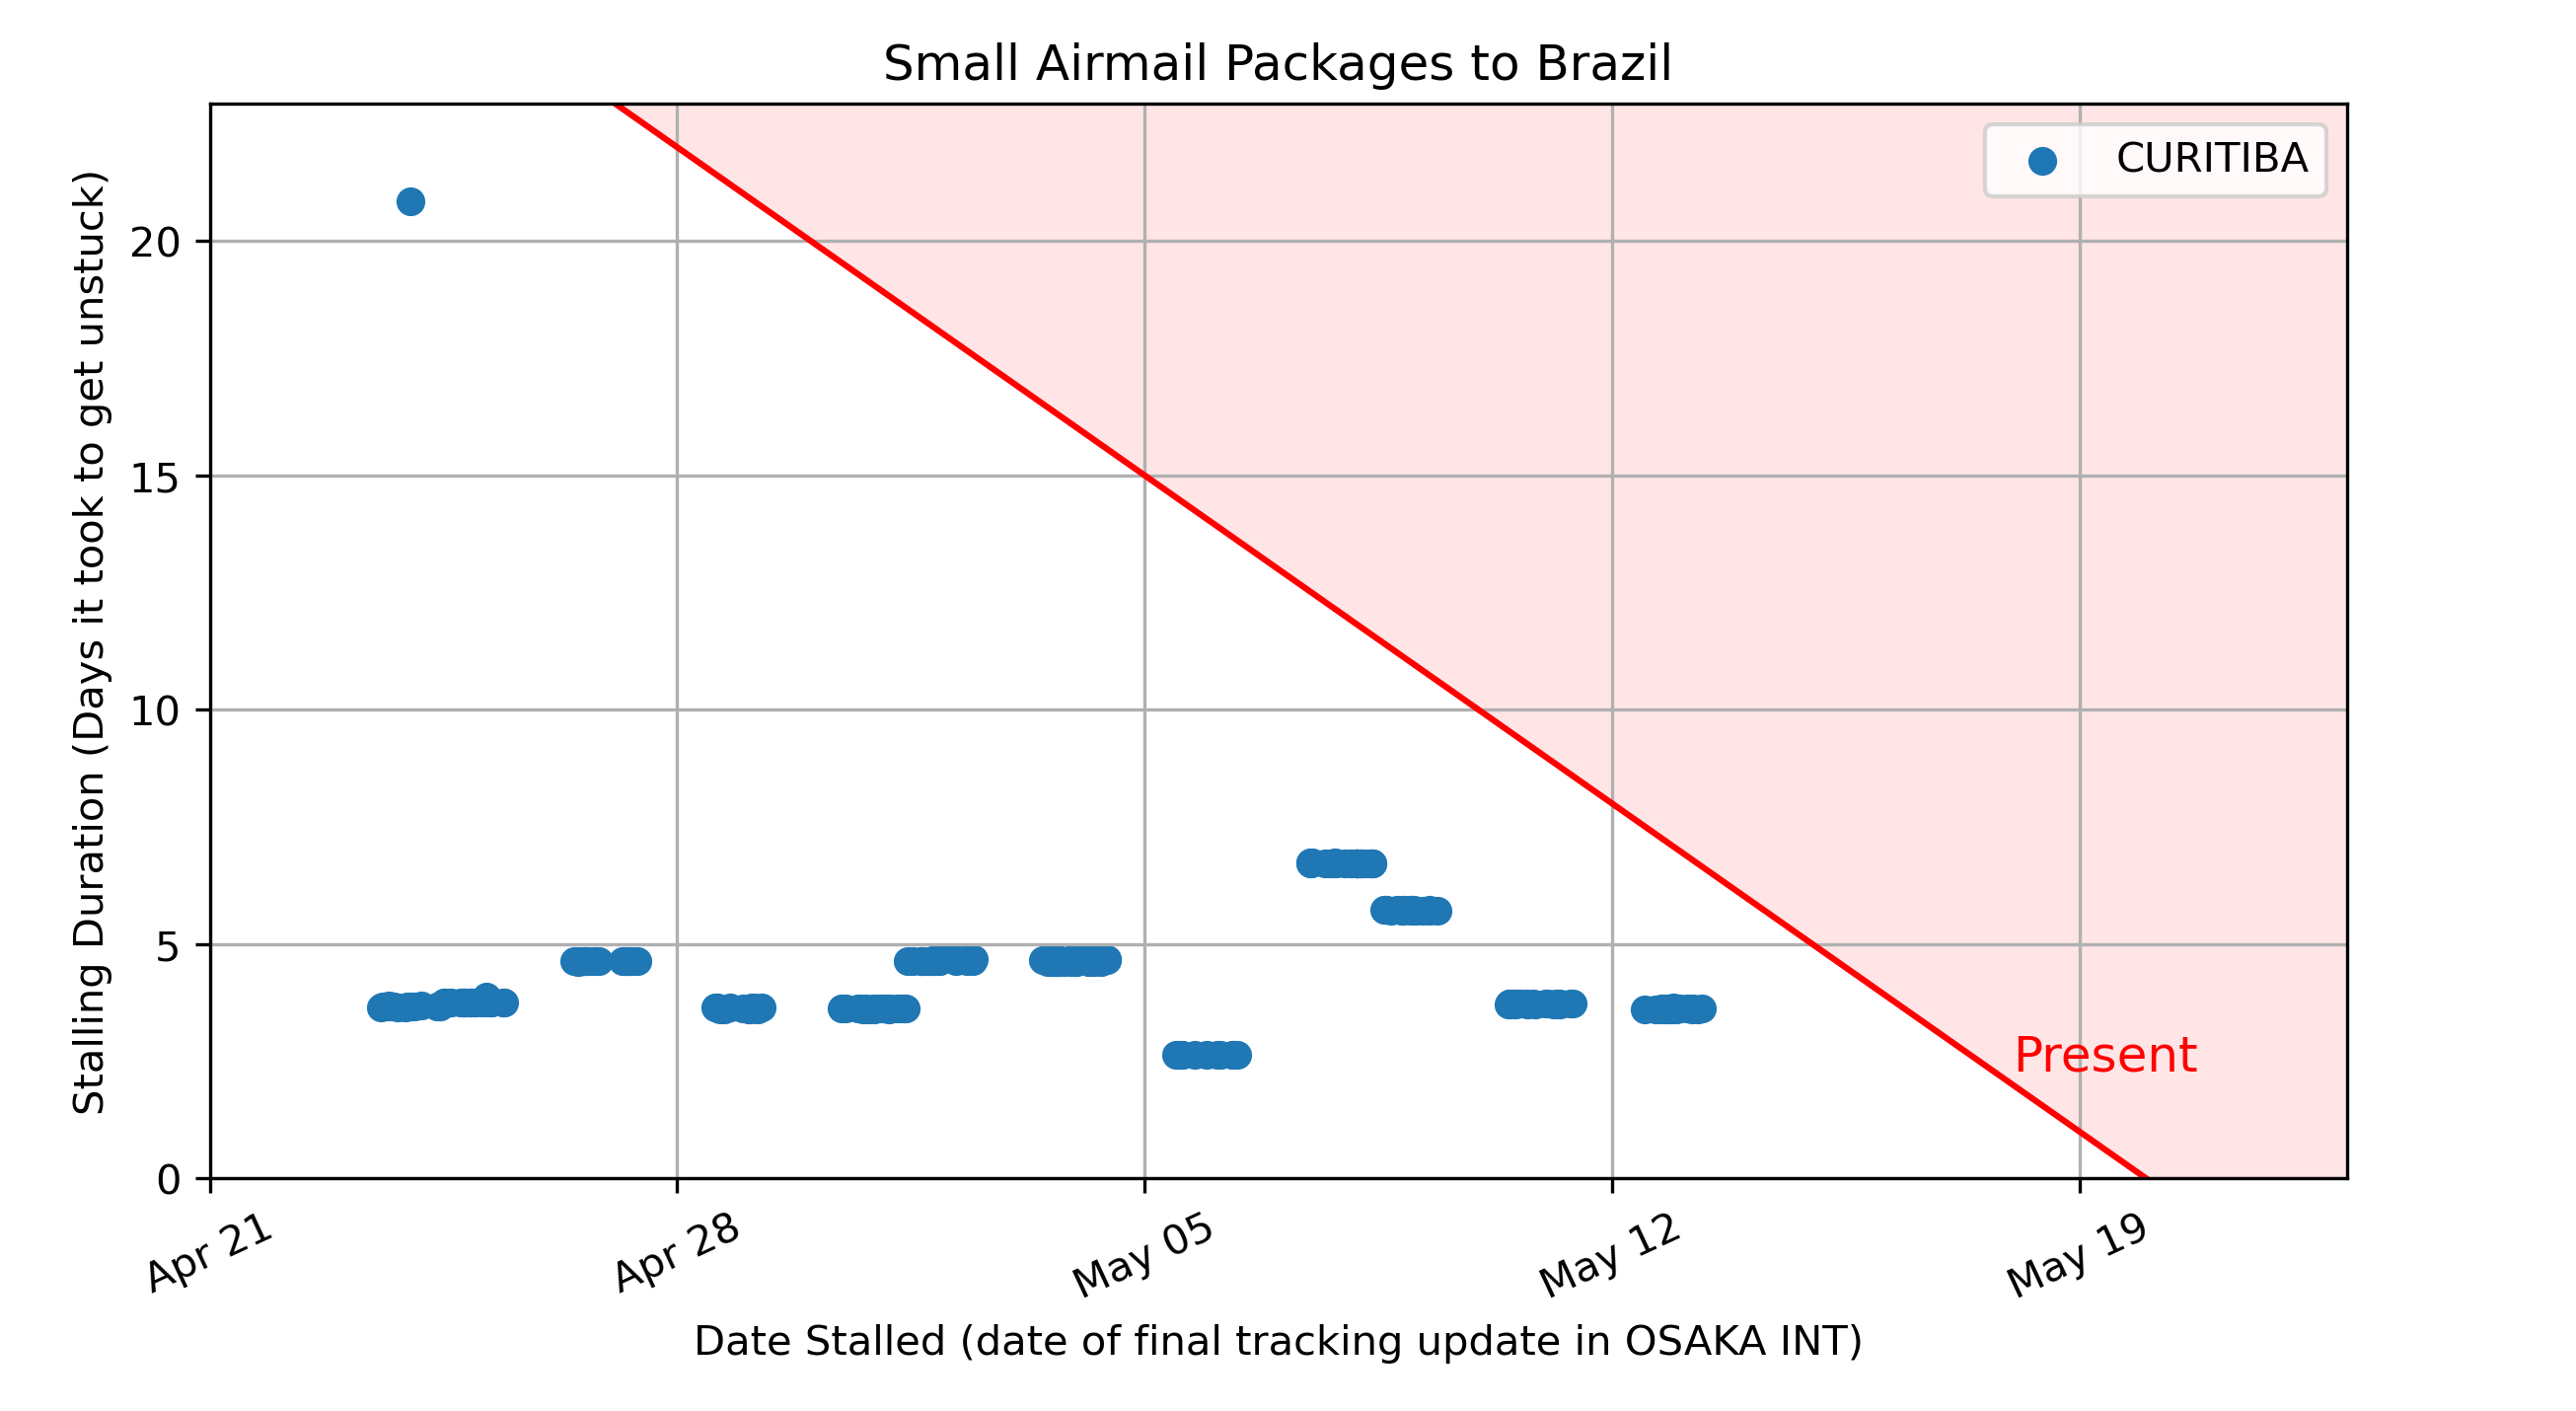 Small Airmail Packages to Brazil
CURITIBA
Stalling Duration (Days it took to get unstuck)
20
15
10
5
0
Present
Apr 21
Apr 28
May 05
May 12
May 19
Date Stalled (date of final tracking update in OSAKA INT)